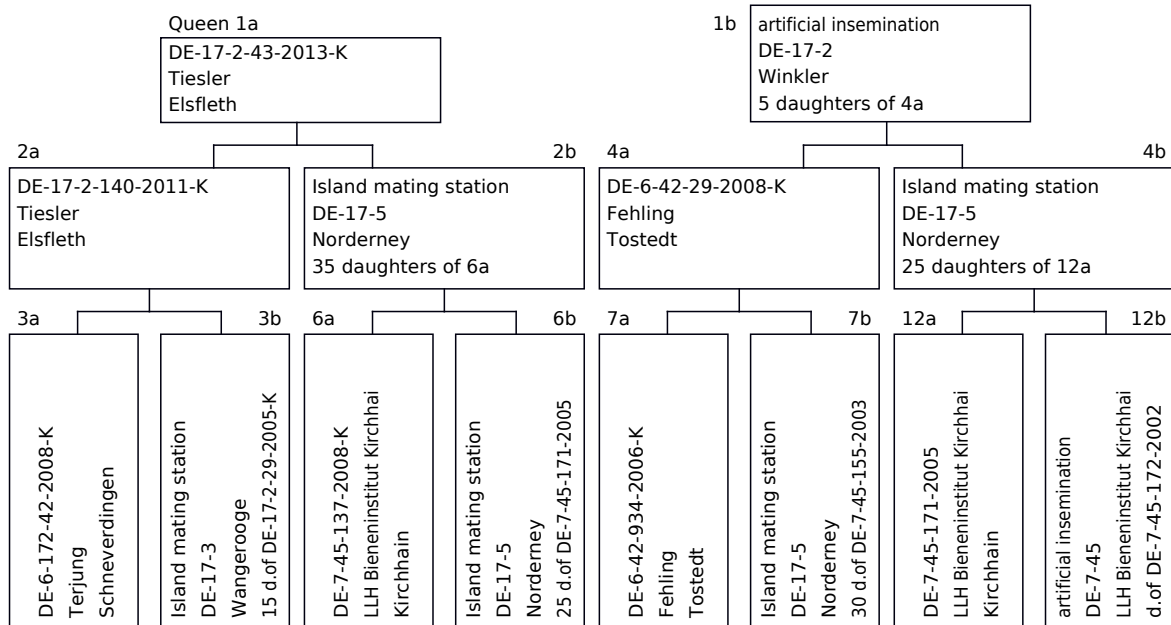 Queen 1a
DE-17-2-43-2013-K
Tiesler
Elsfleth
1b
artificial insemination
DE-17-2
Winkler
5 daughters of 4a
2a
DE-17-2-140-2011-K
Tiesler
Elsfleth
2b
Island mating station
DE-17-5
Norderney
35 daughters of 6a
4a
DE-6-42-29-2008-K
Fehling
Tostedt
4b
Island mating station
DE-17-5
Norderney
25 daughters of 12a
3a
DE-6-172-42-2008-K
Terjung
Schneverdingen
3b
Island mating station
DE-17-3
Wangerooge
15 d.of DE-17-2-29-2005-K
6a
DE-7-45-137-2008-K
LLH Bieneninstitut Kirchhai
Kirchhain
6b
Island mating station
DE-17-5
Norderney
25 d.of DE-7-45-171-2005
7a
DE-6-42-934-2006-K
Fehling
Tostedt
7b
Island mating station
DE-17-5
Norderney
30 d.of DE-7-45-155-2003
12a
DE-7-45-171-2005
LLH Bieneninstitut Kirchhai
Kirchhain
12b
artificial insemination
DE-7-45
LLH Bieneninstitut Kirchhai
d.of DE-7-45-172-2002